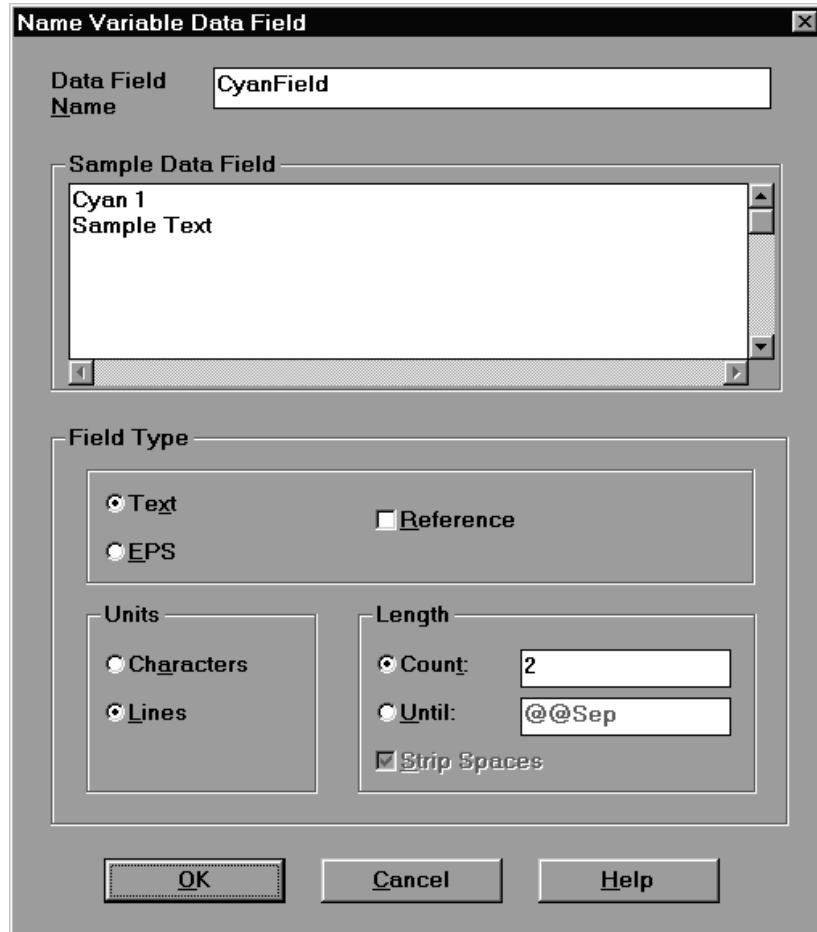 Name Variable Data Field
Data Field
Name
CyanField
Sample Data Field
Cyan 1
Sample Text
Field Type
Text
Reference
EPS
Units
Length
Characters
Count:
2
Lines
Until:
@@Sep
Strip Spaces
OK
Cancel
Help